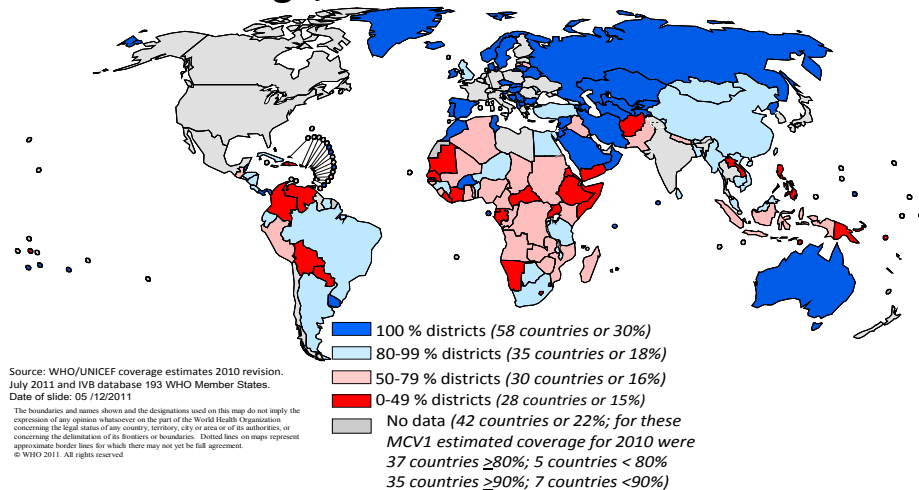 100 % districts (58 countries or 30%)
80-99 % districts (35 countries or 18%)
50-79 % districts (30 countries or 16%)
0-49 % districts (28 countries or 15%)
No data (42 countries or 22%; for these
MCV1 estimated coverage for 2010 were
37 countries ≥80%; 5 countries < 80%
35 countries ≥90%; 7 countries <90%)
Source: WHO/UNICEF coverage estimates 2010 revision.
July 2011 and IVB database 193 WHO Member States.
Date of slide: 05 /12/2011
The boundaries and names shown and the designations used on this map do not imply the
expression of any opinion whatsoever on the part of the World Health Organization
concerning the legal status of any country, territory, city or area or of its authorities, or
concerning the delimitation of its frontiers or boundaries. Dotted lines on maps represent
approximate border lines for which there may not yet be full agreement.
© WHO 2011. All rights reserved